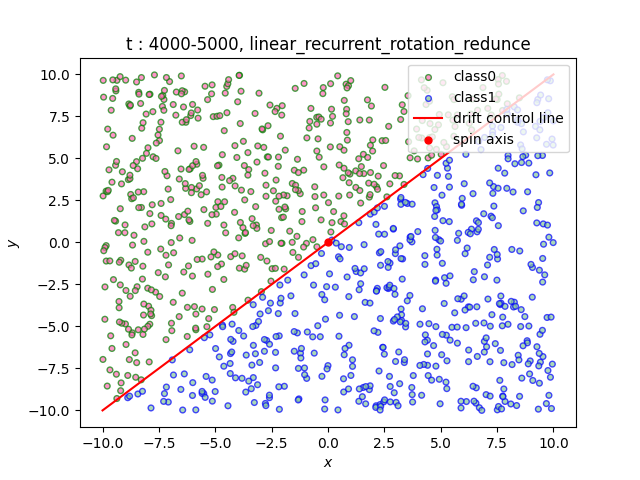 t : 4000-5000, linear_recurrent_rotation_redunce
class0
class1
drift control line
spin axis
10.0
7.5
5.0
2.5
0.0
−2.5
−5.0
−7.5
−10.0
y
−10.0 −7.5 −5.0 −2.5 0.0 2.5 5.0 7.5 10.0
x